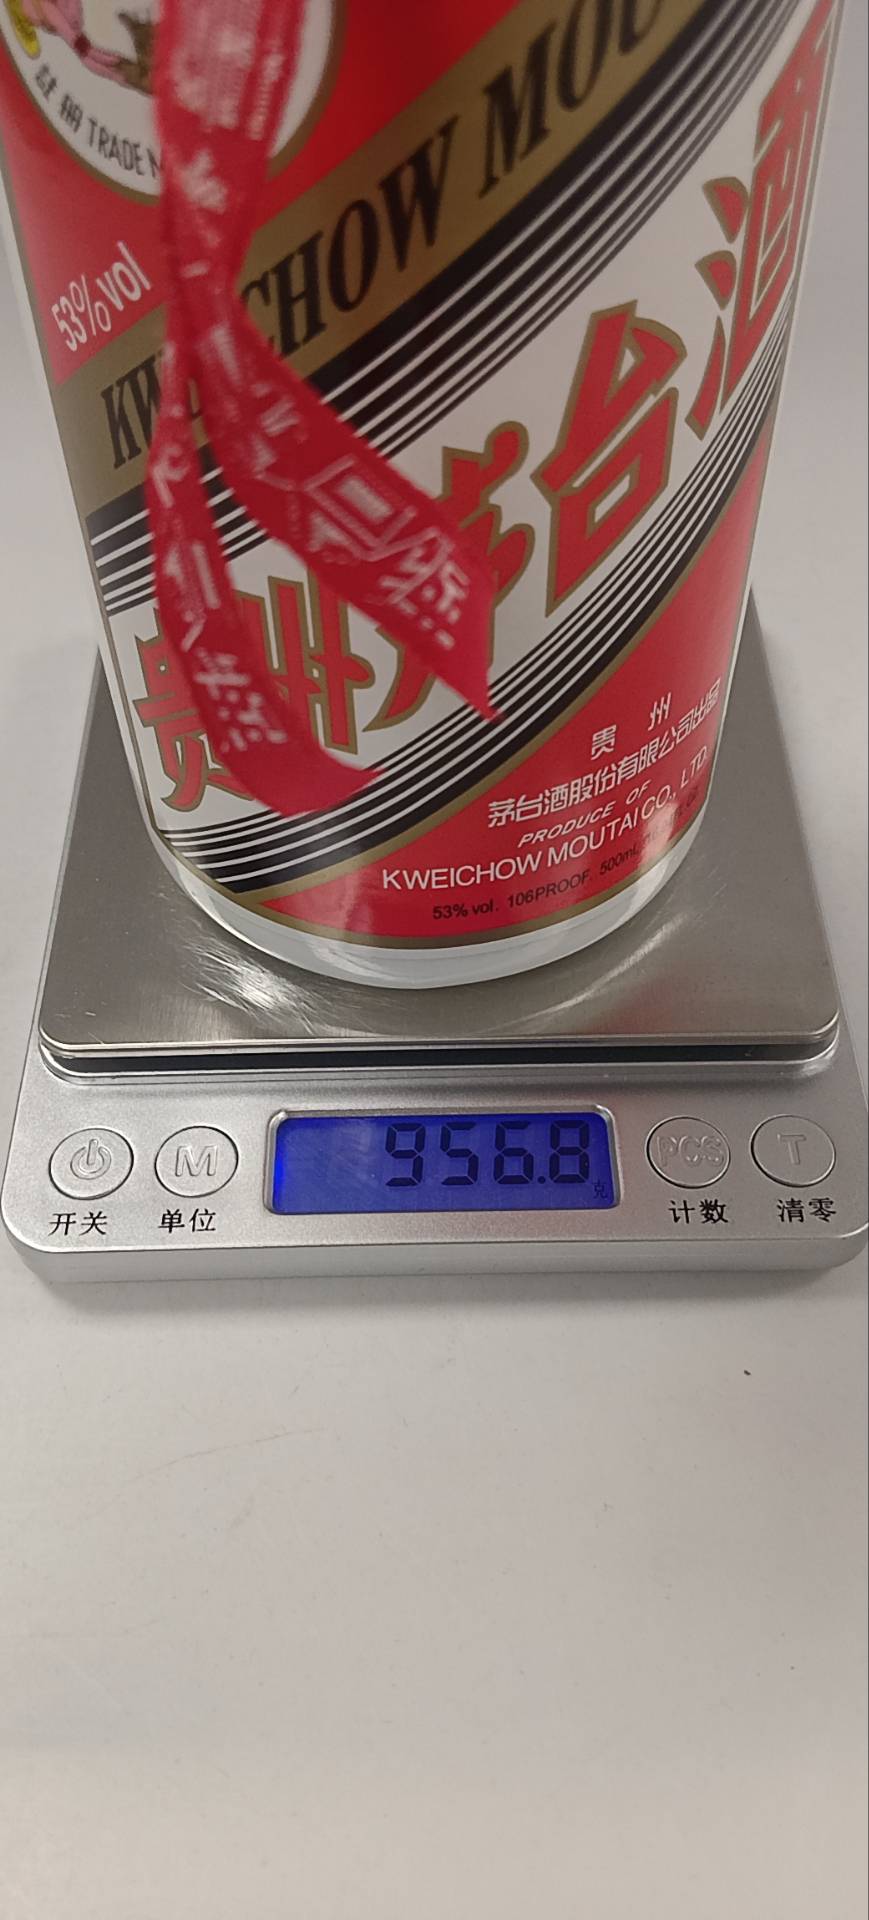 註冊 TRADE M
53%vol
KWEICHOW MOU
贵州茅台酒
贵 州
茅台酒股份有限公司出品
PRODUCE OF
KWEICHOW MOUTAI CO., LTD.
53% vol. 106PROOF. 500mL
956.8
克
M
PCS
T
开关
单位
计数
清零